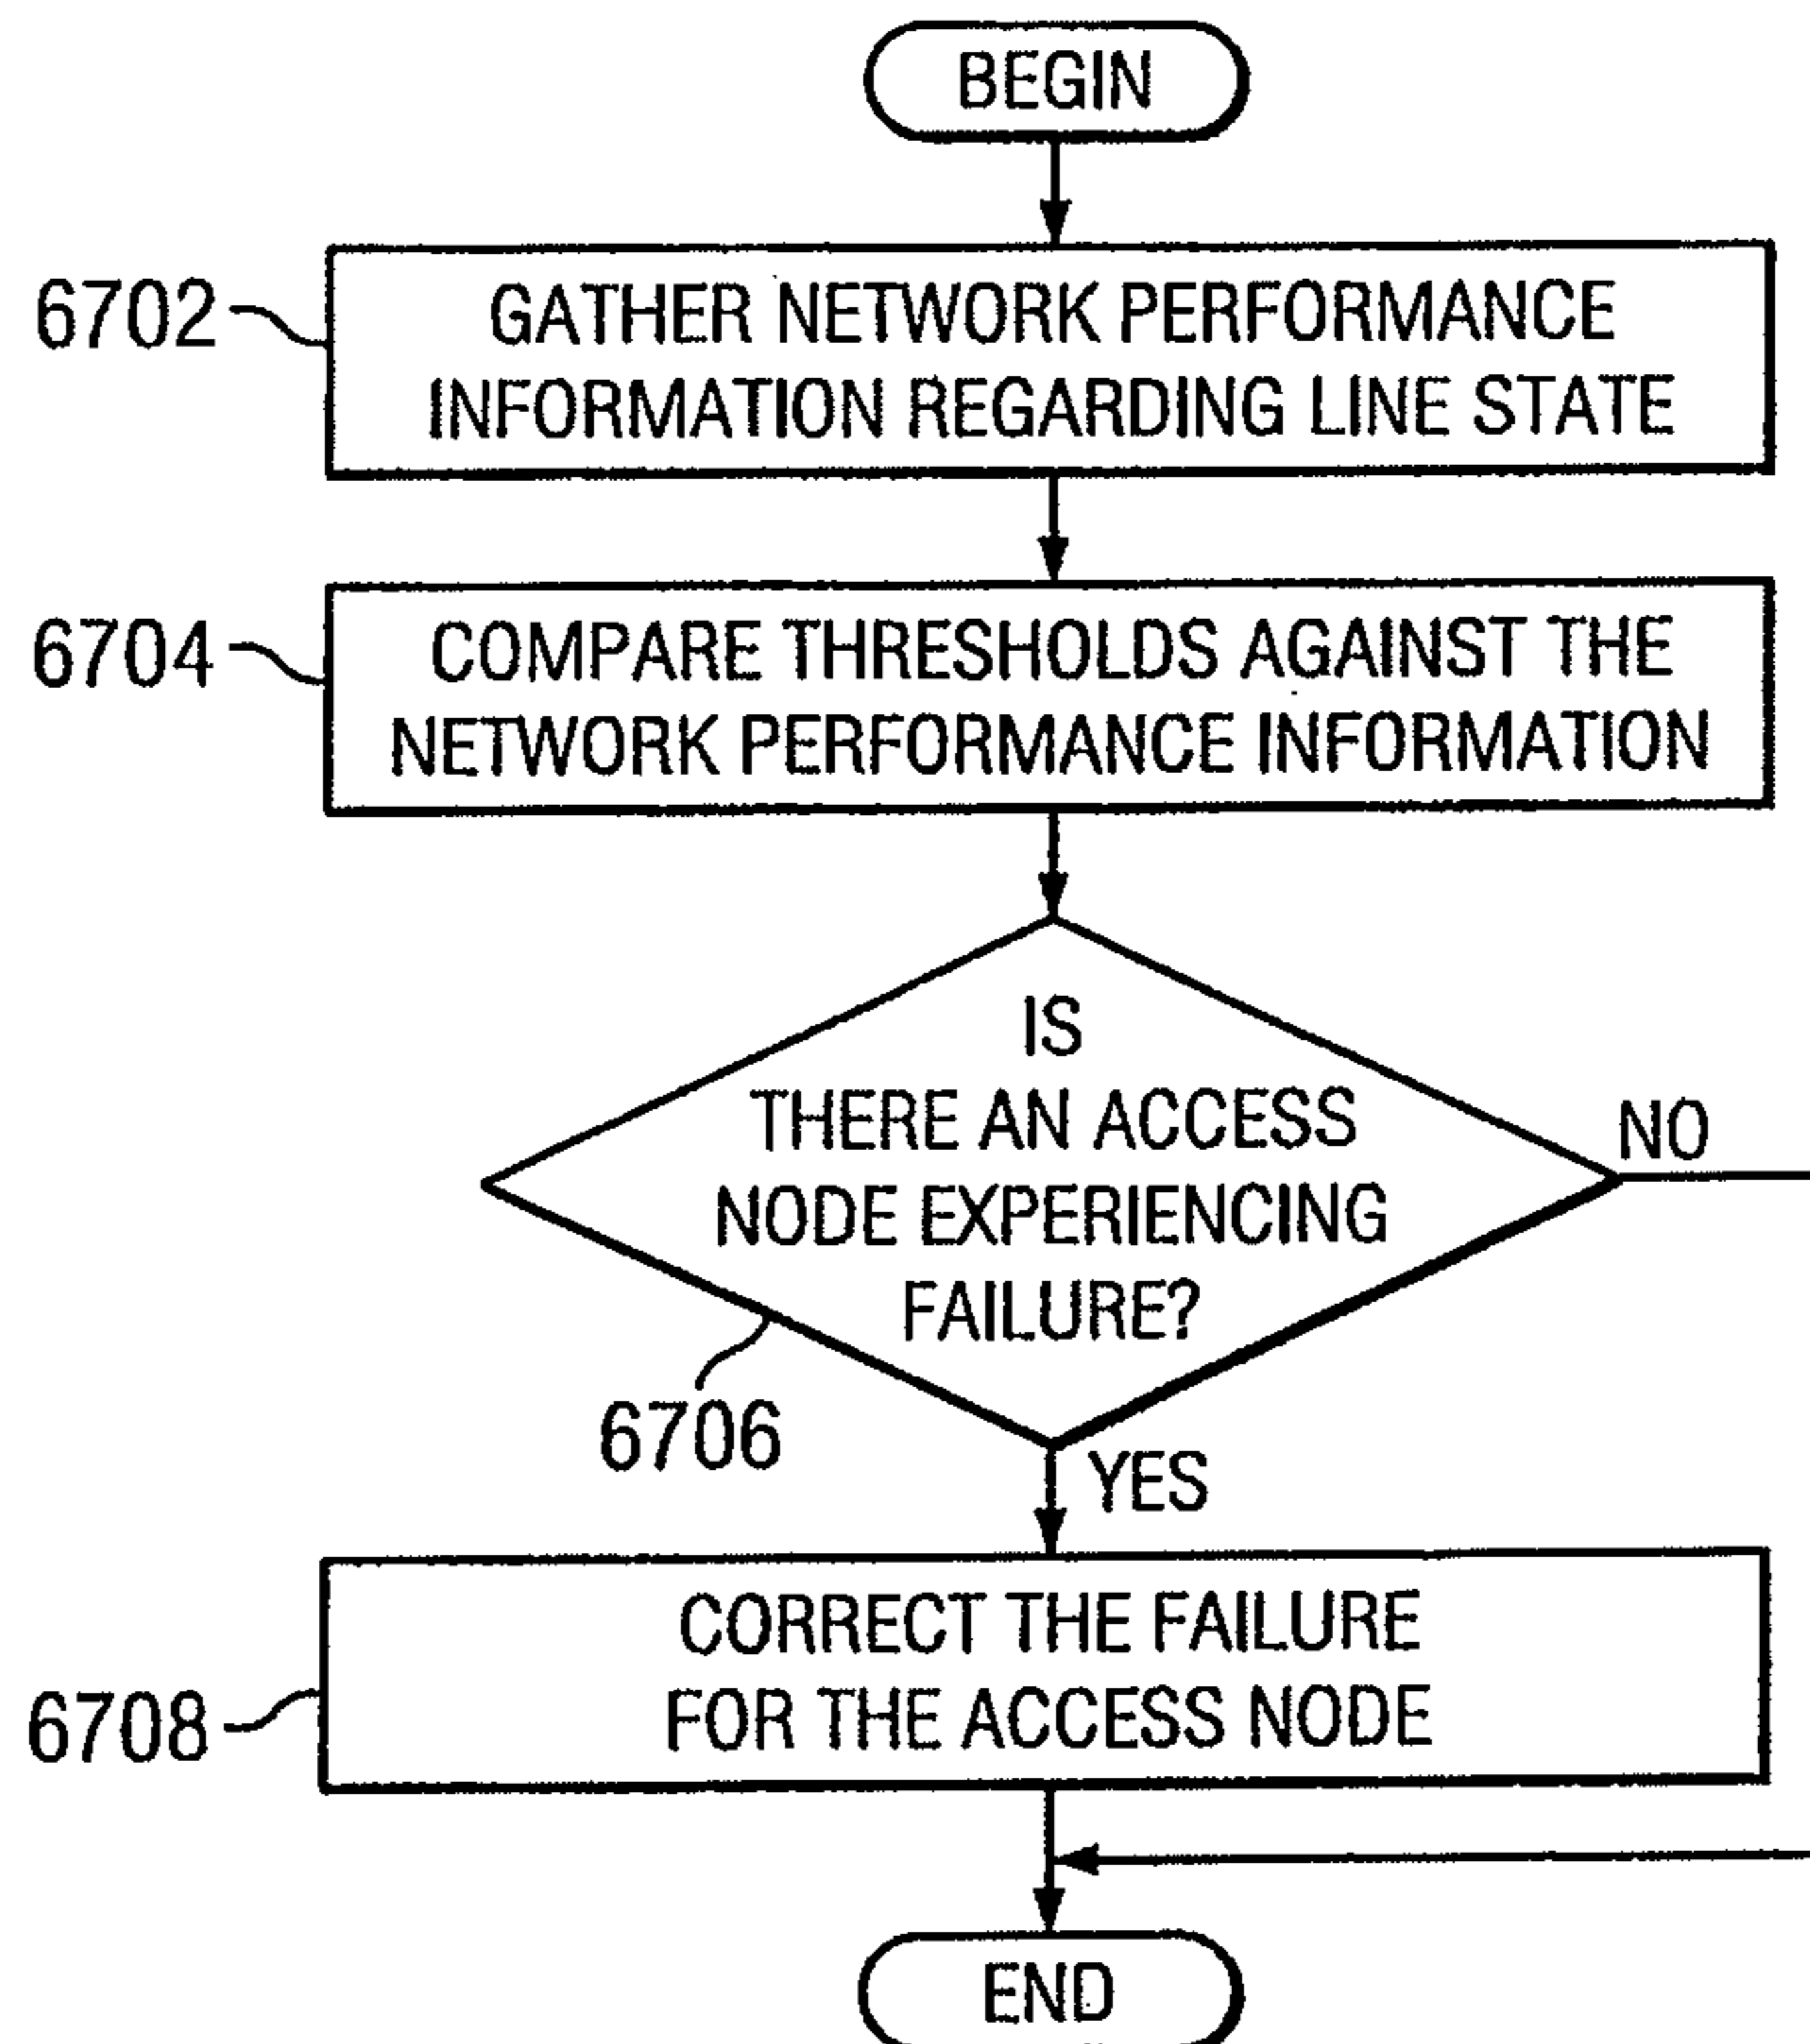 BEGIN
6702
GATHER NETWORK PERFORMANCE
INFORMATION REGARDING LINE STATE
6704
COMPARE THRESHOLDS AGAINST THE
NETWORK PERFORMANCE INFORMATION
IS
THERE AN ACCESS
NODE EXPERIENCING
FAILURE?
NO
6706
YES
6708
CORRECT THE FAILURE
FOR THE ACCESS NODE
END